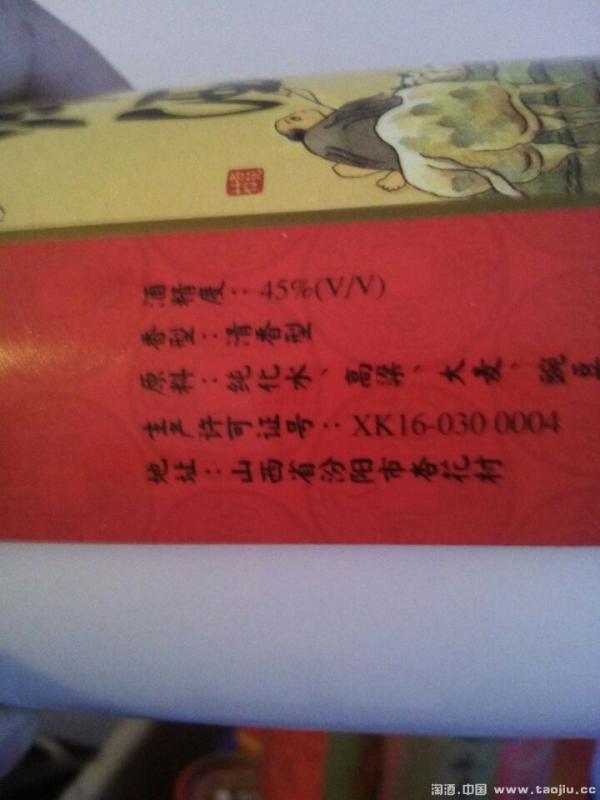 酒精度：45%(V/V)
香型：清香型
原料：纯化水、高粱、大麦、豌豆
生产许可证号：XK16-030 0004
地址：山西省汾阳市杏花村
淘酒.中国 www.taojiu.cc